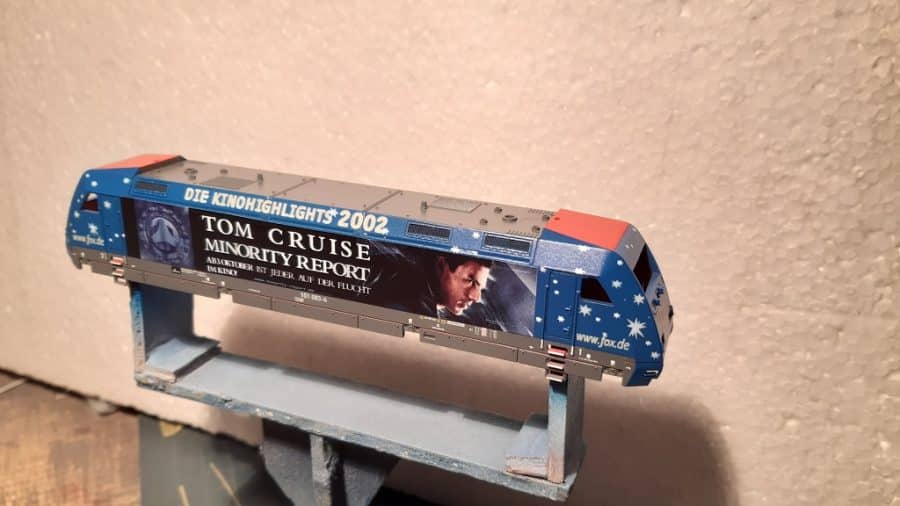 DIE KINOHIGHLIGHTS 2002
TOM CRUISE
MINORITY REPORT
AB 3.OKTOBER IST JEDER AUF DER FLUCHT
IM KINO!
www.fox.de
www.fox.de